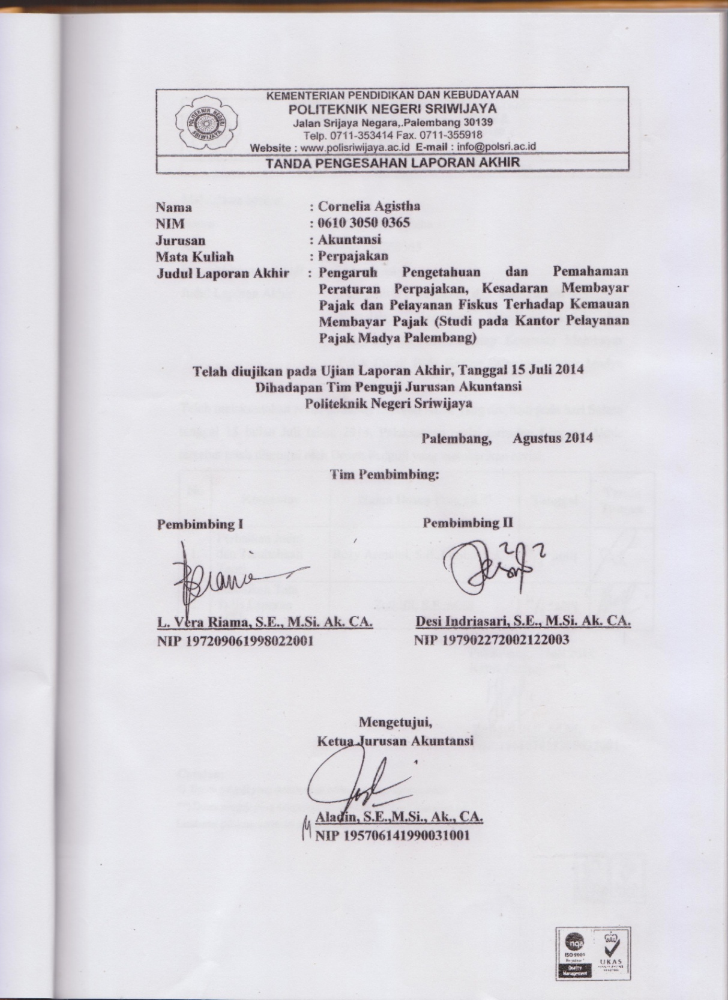 KEMENTERIAN PENDIDIKAN DAN KEBUDAYAAN
POLITEKNIK NEGERI SRIWIJAYA
Jalan Srijaya Negara,.Palembang 30139
Telp. 0711-353414 Fax. 0711-355918
Website : www.polisriwijaya.ac.id E-mail : info@polsri.ac.id
POLITEKNIK NEGERI
SRIWIJAYA
TANDA PENGESAHAN LAPORAN AKHIR
Nama : Cornelia Agistha
NIM : 0610 3050 0365
Jurusan : Akuntansi
Mata Kuliah : Perpajakan
Judul Laporan Akhir : Pengaruh Pengetahuan dan Pemahaman
Peraturan Perpajakan, Kesadaran Membayar
Pajak dan Pelayanan Fiskus Terhadap Kemauan
Membayar Pajak (Studi pada Kantor Pelayanan
Pajak Madya Palembang)
Telah diujikan pada Ujian Laporan Akhir, Tanggal 15 Juli 2014
Dihadapan Tim Penguji Jurusan Akuntansi
Politeknik Negeri Sriwijaya
Palembang, Agustus 2014
Tim Pembimbing:
Pembimbing I Pembimbing II
L. Vera Riama, S.E., M.Si. Ak. CA. Desi Indriasari, S.E., M.Si. Ak. CA.
NIP 197209061998022001 NIP 197902272002122003
Mengetujui,
Ketua Jurusan Akuntansi
Aladin, S.E.,M.Si., Ak., CA.
NIP 195706141990031001
nqa
ISO 9001
Quality
Management
UKAS